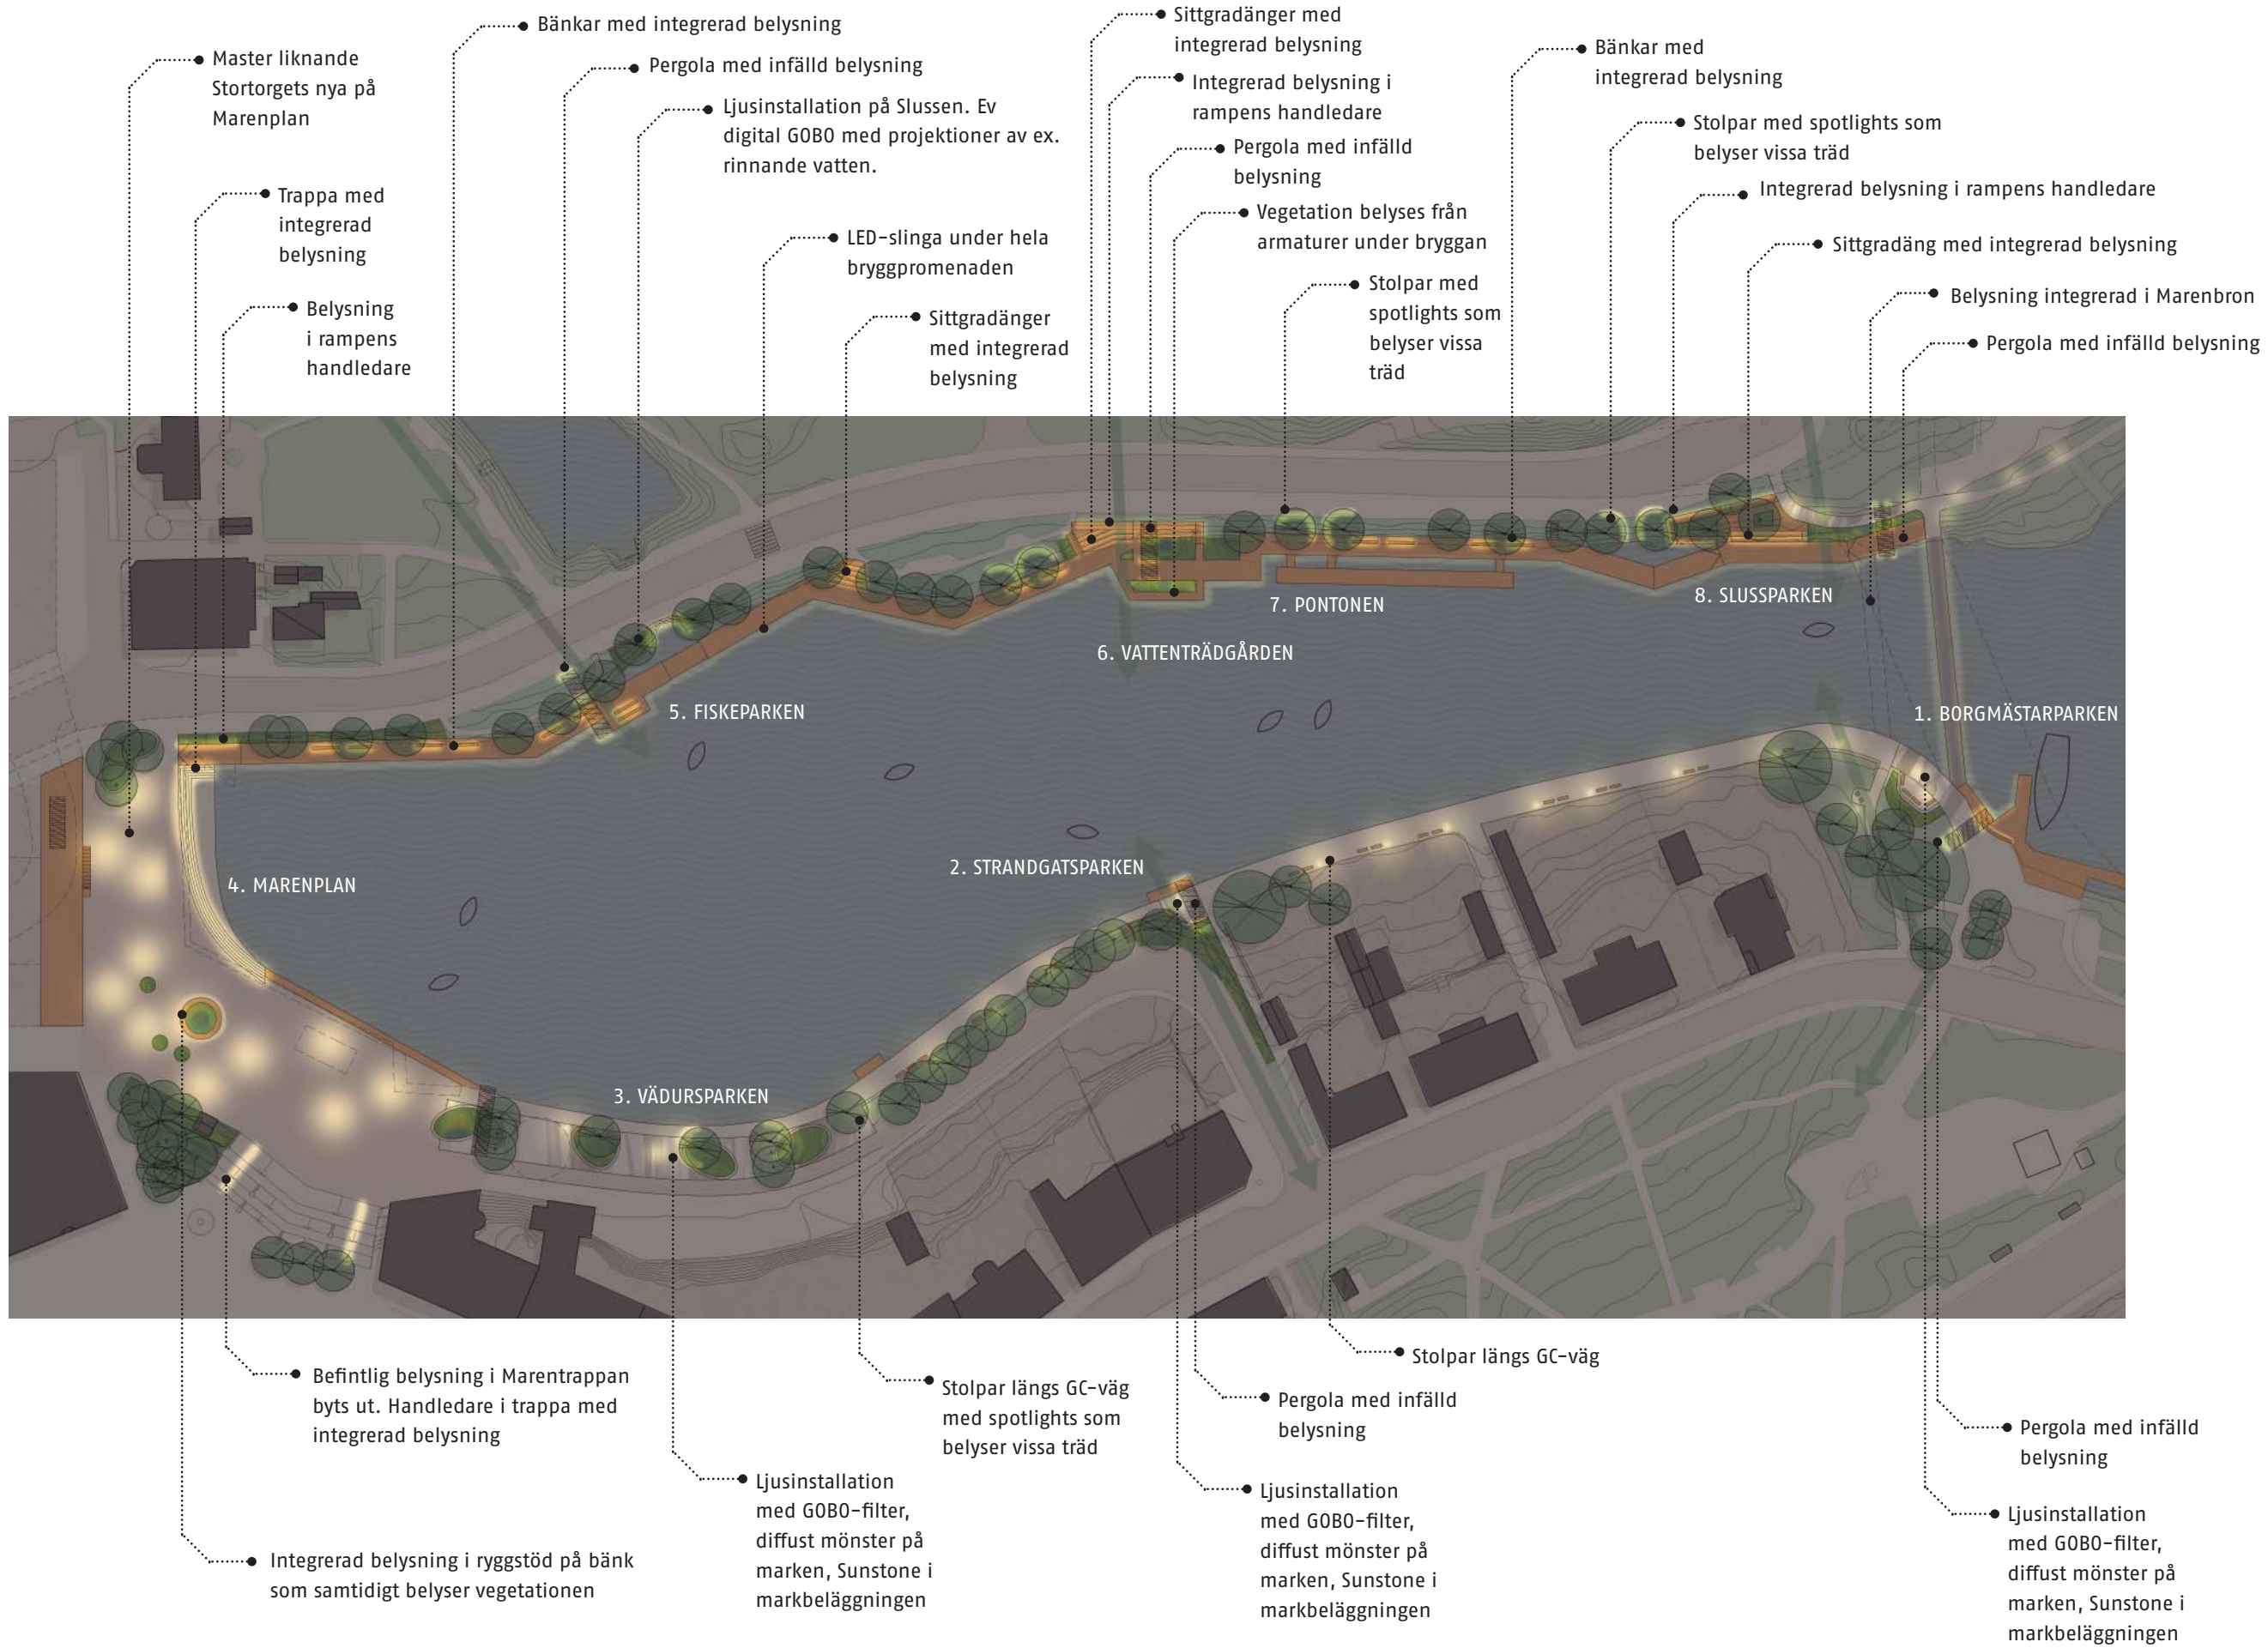 Bänkar med integrerad belysning
Master liknande
Stortorgets nya på
Marenplan
Pergola med infälld belysning
Ljusinstallation på Slussen. Ev
digital GOBO med projektioner av ex.
rinnande vatten.
Trappa med
integrerad
belysning
LED-slinga under hela
bryggpromenaden
Belysning
i rampens
handledare
Sittgradänger
med integrerad
belysning
Sittgradänger med
integrerad belysning
Integrerad belysning i
rampens handledare
Pergola med infälld
belysning
Vegetation belyses från
armaturer under bryggan
Stolpar med
spotlights som
belyser vissa
träd
Bänkar med
integrerad belysning
Stolpar med spotlights som
belyser vissa träd
Integrerad belysning i rampens handledare
Sittgradäng med integrerad belysning
Belysning integrerad i Marenbron
Pergola med infälld belysning
8. SLUSSPARKEN
7. PONTONEN
6. VATTENTRÄDGÅRDEN
5. FISKEPARKEN
1. BORGMÄSTARPARKEN
2. STRANDGATSPARKEN
4. MARENPLAN
3. VÄDURSPARKEN
Befintlig belysning i Marentrappan
byts ut. Handledare i trappa med
integrerad belysning
Integrerad belysning i ryggstöd på bänk
som samtidigt belyser vegetationen
Ljusinstallation
med GOBO-filter,
diffust mönster på
marken, Sunstone i
markbeläggningen
Stolpar längs GC-väg
med spotlights som
belyser vissa träd
Stolpar längs GC-väg
Pergola med infälld
belysning
Ljusinstallation
med GOBO-filter,
diffust mönster på
marken, Sunstone i
markbeläggningen
Pergola med infälld
belysning
Ljusinstallation
med GOBO-filter,
diffust mönster på
marken, Sunstone i
markbeläggningen